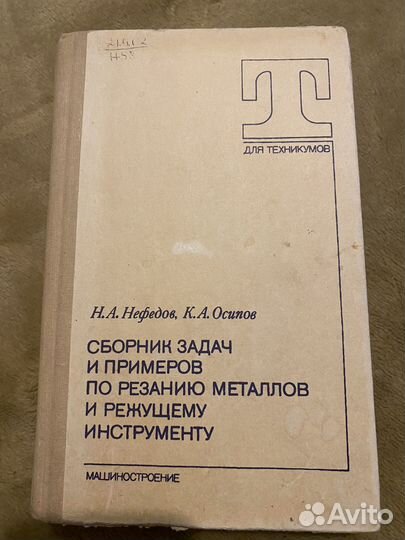 Т
ДЛЯ ТЕХНИКУМОВ
Н.А.Нефедов, К.А.Осипов
СБОРНИК ЗАДАЧ
И ПРИМЕРОВ
ПО РЕЗАНИЮ МЕТАЛЛОВ
И РЕЖУЩЕМУ
ИНСТРУМЕНТУ
МАШИНОСТРОЕНИЕ
Avito